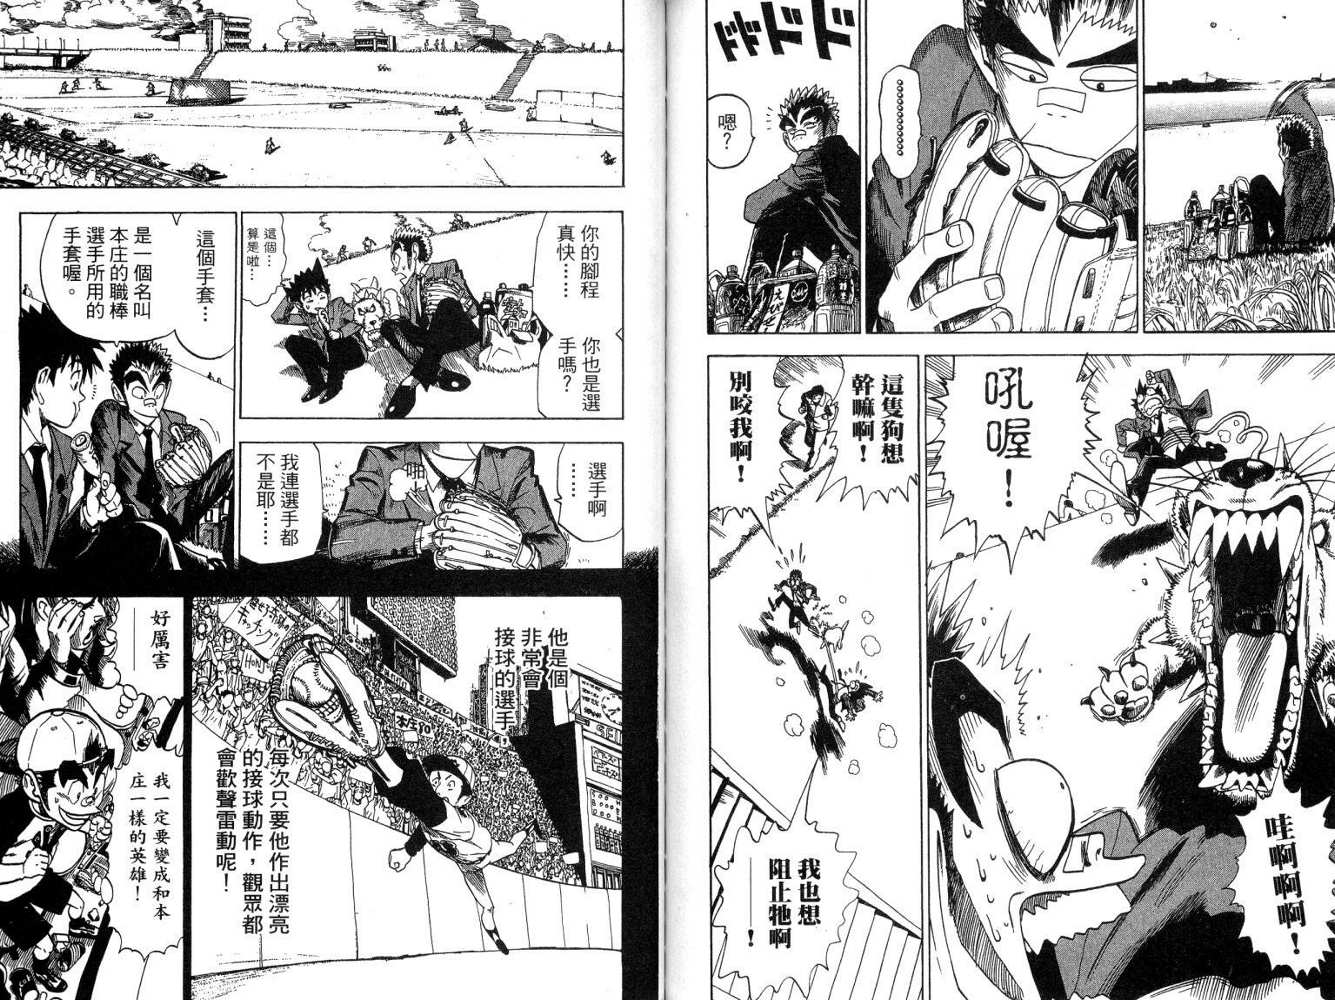 ………………
ドドドド
嗯?
吼
喔!
哇啊啊啊啊!
這隻狗想
幹嘛啊!
別咬我啊!
我也想
阻止牠啊
——!
你的腳程
真快……
你也是選
手嗎?
這個…
算是啦…
這個手套…
是一個名叫
本庄的職棒
選手所用的
手套喔。
選手啊
……
啪
我連選手都
不是耶……
他是個
非常會
接球的選手
每次只要他作出漂亮
的接球動作，觀眾都
會歡聲雷動呢!
好厲害
——
我一定要變成和本
庄一樣的英雄!